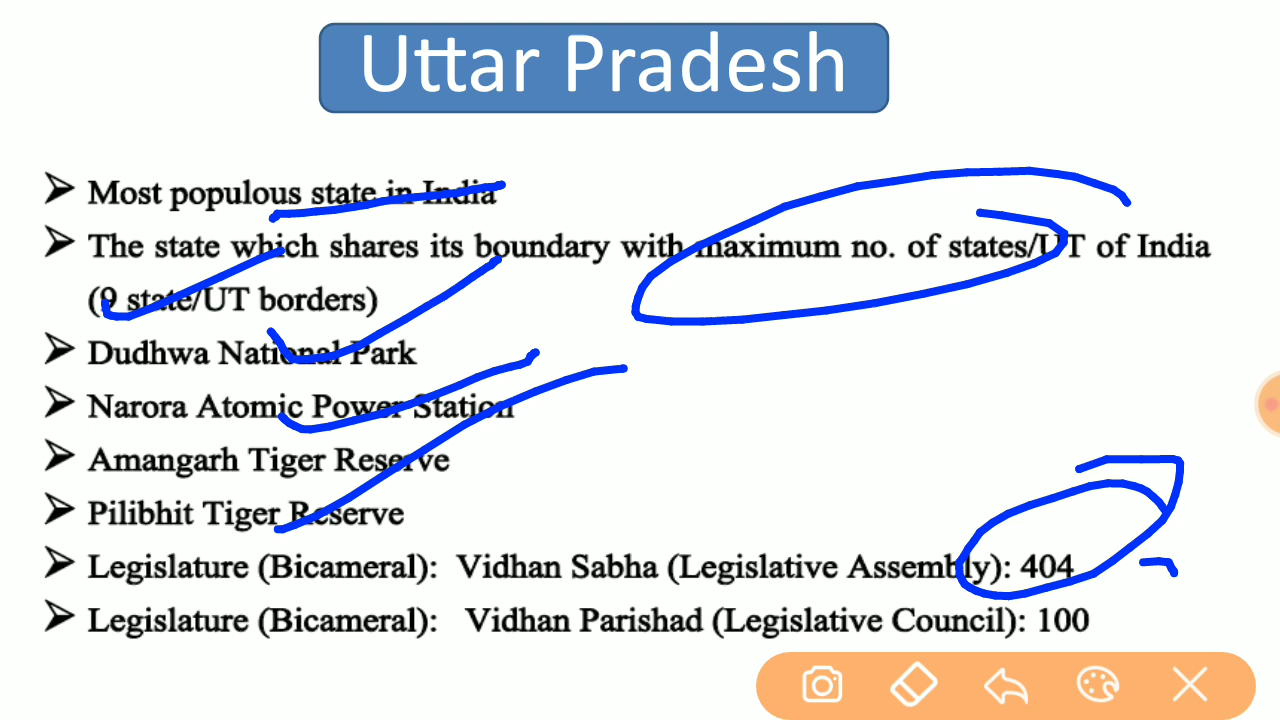 Uttar Pradesh
➢ Most populous state in India
➢ The state which shares its boundary with maximum no. of states/UT of India
(9 state/UT borders)
➢ Dudhwa National Park
➢ Narora Atomic Power Station
➢ Amangarh Tiger Reserve
➢ Pilibhit Tiger Reserve
➢ Legislature (Bicameral): Vidhan Sabha (Legislative Assembly): 404
➢ Legislature (Bicameral): Vidhan Parishad (Legislative Council): 100